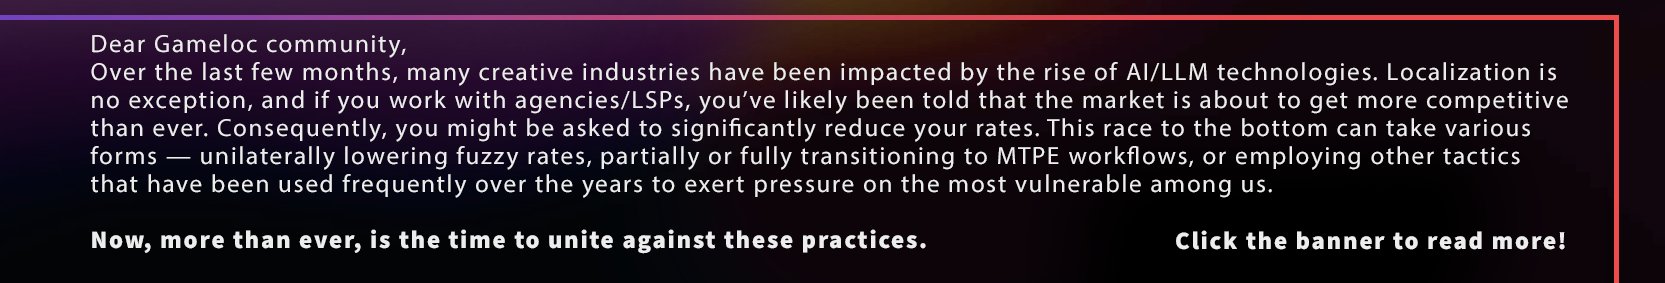 Dear Gameloc community,
Over the last few months, many creative industries have been impacted by the rise of AI/LLM technologies. Localization is
no exception, and if you work with agencies/LSPs, you’ve likely been told that the market is about to get more competitive
than ever. Consequently, you might be asked to significantly reduce your rates. This race to the bottom can take various
forms — unilaterally lowering fuzzy rates, partially or fully transitioning to MTPE workflows, or employing other tactics
that have been used frequently over the years to exert pressure on the most vulnerable among us.
Now, more than ever, is the time to unite against these practices.
Click the banner to read more!